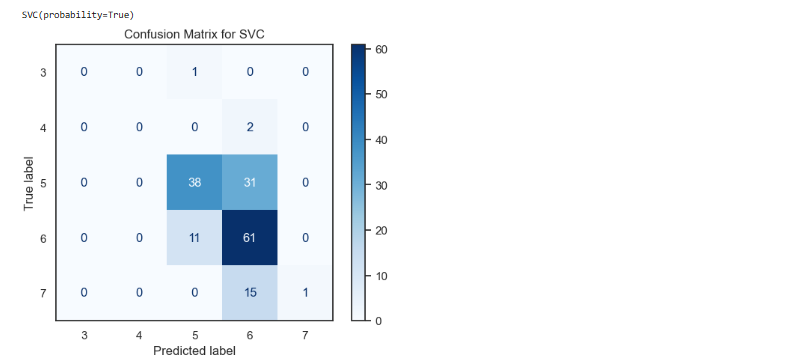 SVC(probability=True)
Confusion Matrix for SVC
3 0 0 1 0 0
4 0 0 0 2 0
5 0 0 38 31 0
6 0 0 11 61 0
7 0 0 0 15 1
3 4 5 6 7
Predicted label
True label
60
50
40
30
20
10
0